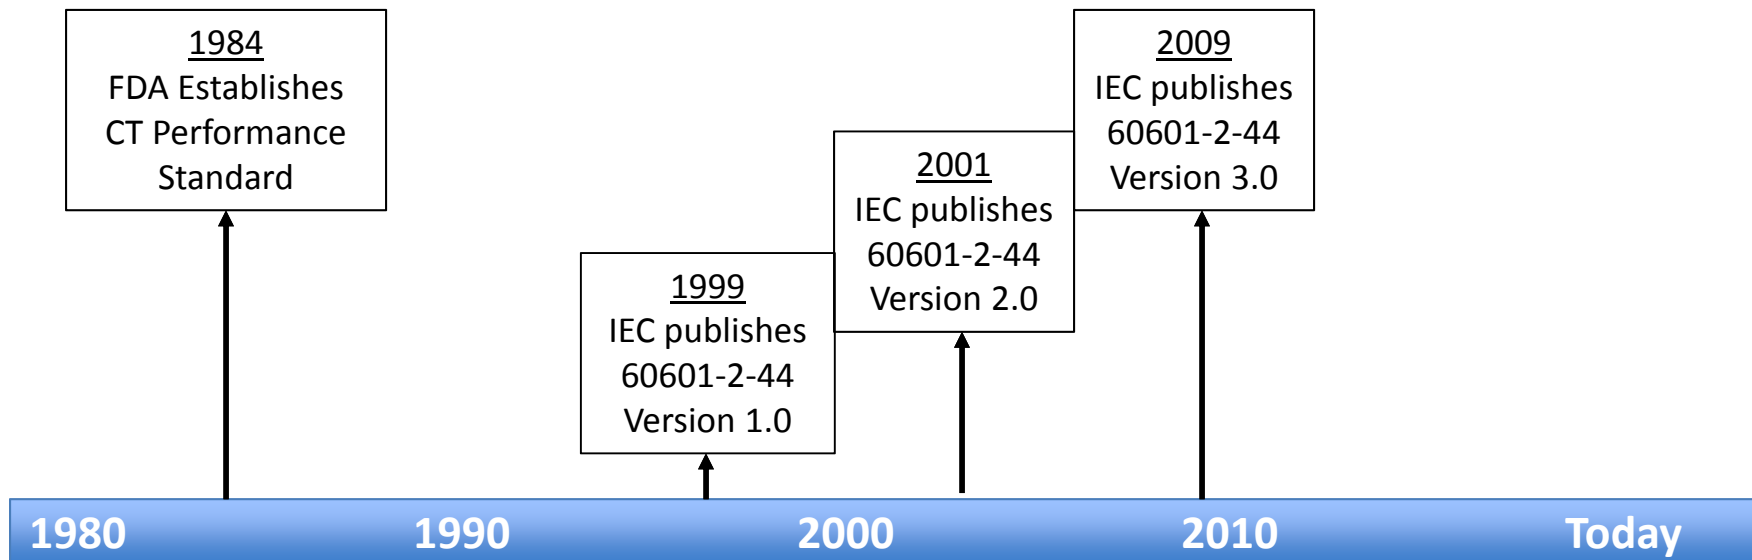 1984
FDA Establishes
CT Performance
Standard
1999
IEC publishes
60601-2-44
Version 1.0
2001
IEC publishes
60601-2-44
Version 2.0
2009
IEC publishes
60601-2-44
Version 3.0
1980 1990 2000 2010 Today